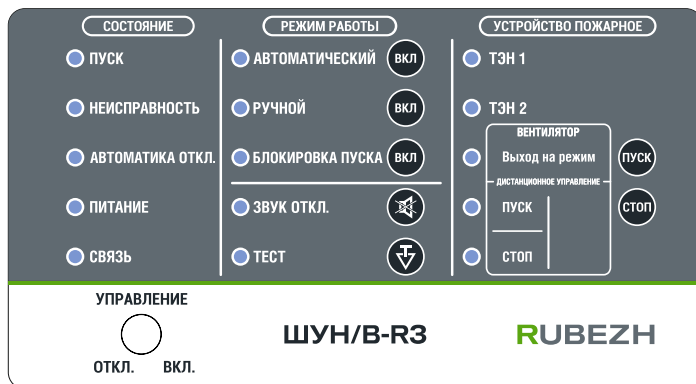 СОСТОЯНИЕ
ПУСК
НЕИСПРАВНОСТЬ
АВТОМАТИКА ОТКЛ.
ПИТАНИЕ
СВЯЗЬ
РЕЖИМ РАБОТЫ
АВТОМАТИЧЕСКИЙ ВКЛ
РУЧНОЙ ВКЛ
БЛОКИРОВКА ПУСКА ВКЛ
ЗВУК ОТКЛ.
ТЕСТ
УСТРОЙСТВО ПОЖАРНОЕ
ТЭН 1
ТЭН 2
ВЕНТИЛЯТОР
Выход на режим ПУСК
ДИСТАНЦИОННОЕ УПРАВЛЕНИЕ
ПУСК СТОП
СТОП
УПРАВЛЕНИЕ
ОТКЛ. ВКЛ.
ШУН/В-R3
RUBEZH